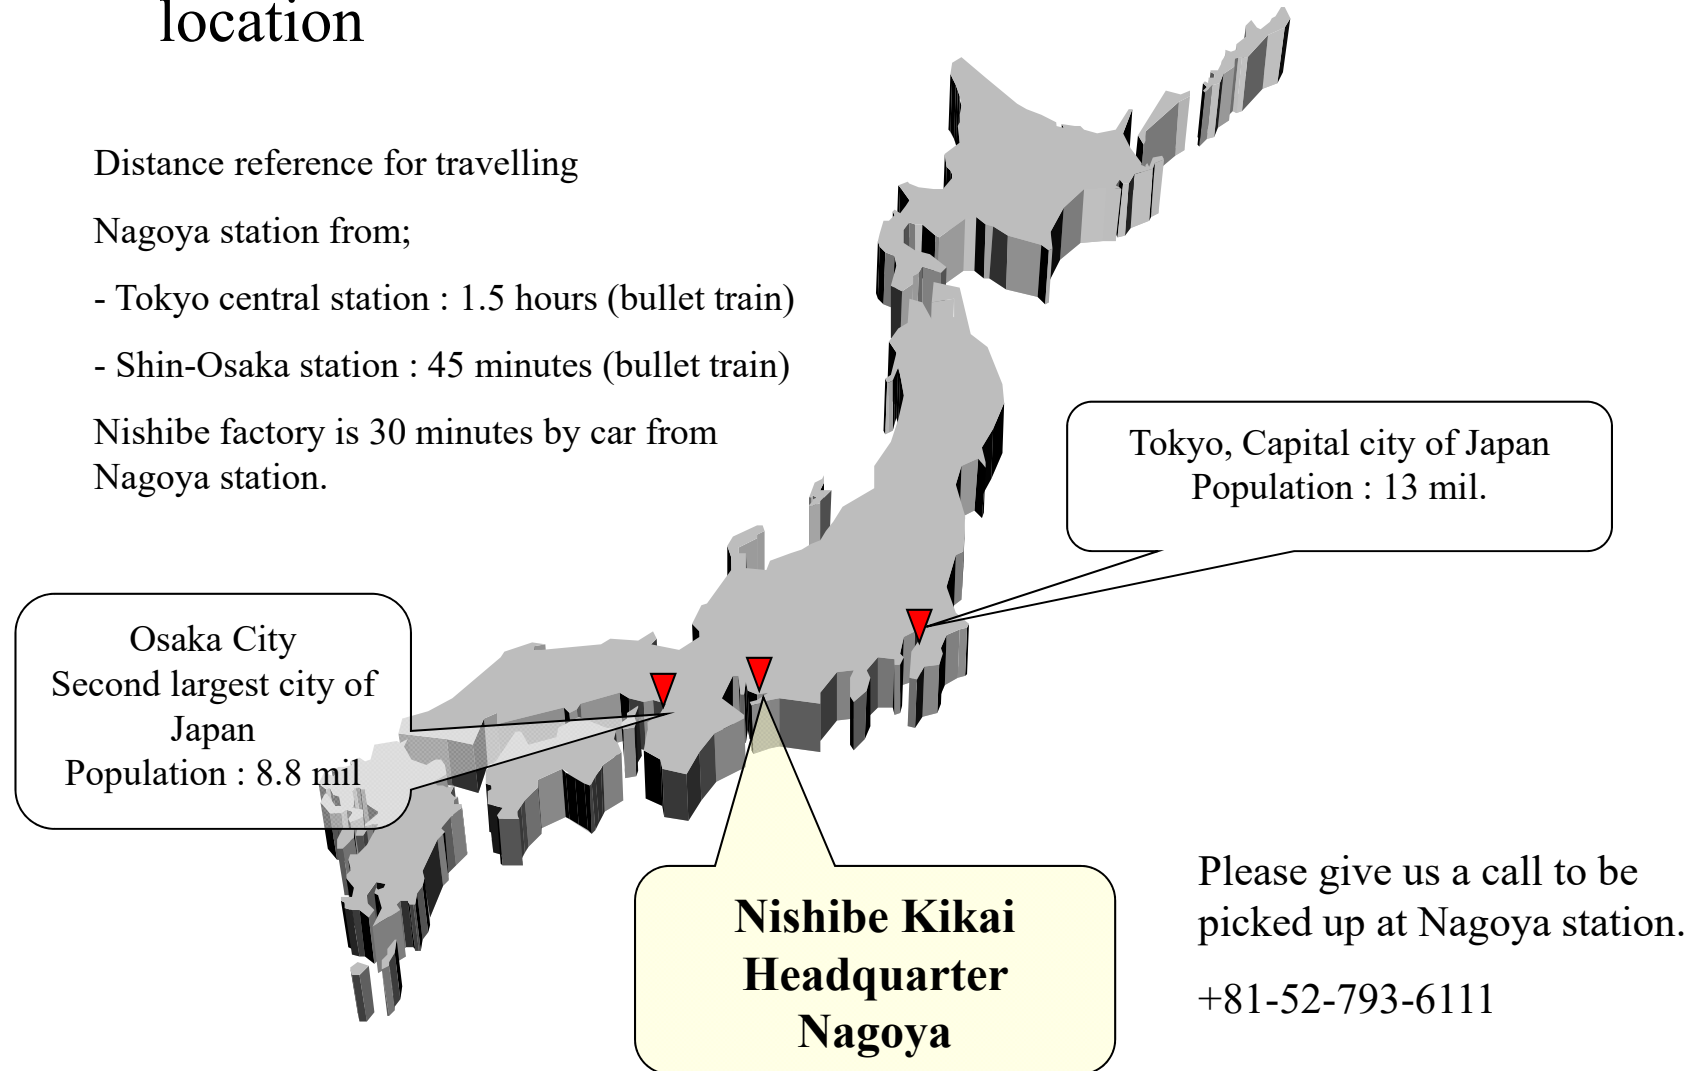 location
Distance reference for travelling
Nagoya station from;
- Tokyo central station : 1.5 hours (bullet train)
- Shin-Osaka station : 45 minutes (bullet train)
Nishibe factory is 30 minutes by car from
Nagoya station.
Tokyo, Capital city of Japan
Population : 13 mil.
Osaka City
Second largest city of
Japan
Population : 8.8 mil
Nishibe Kikai
Headquarter
Nagoya
Please give us a call to be
picked up at Nagoya station.
+81-52-793-6111